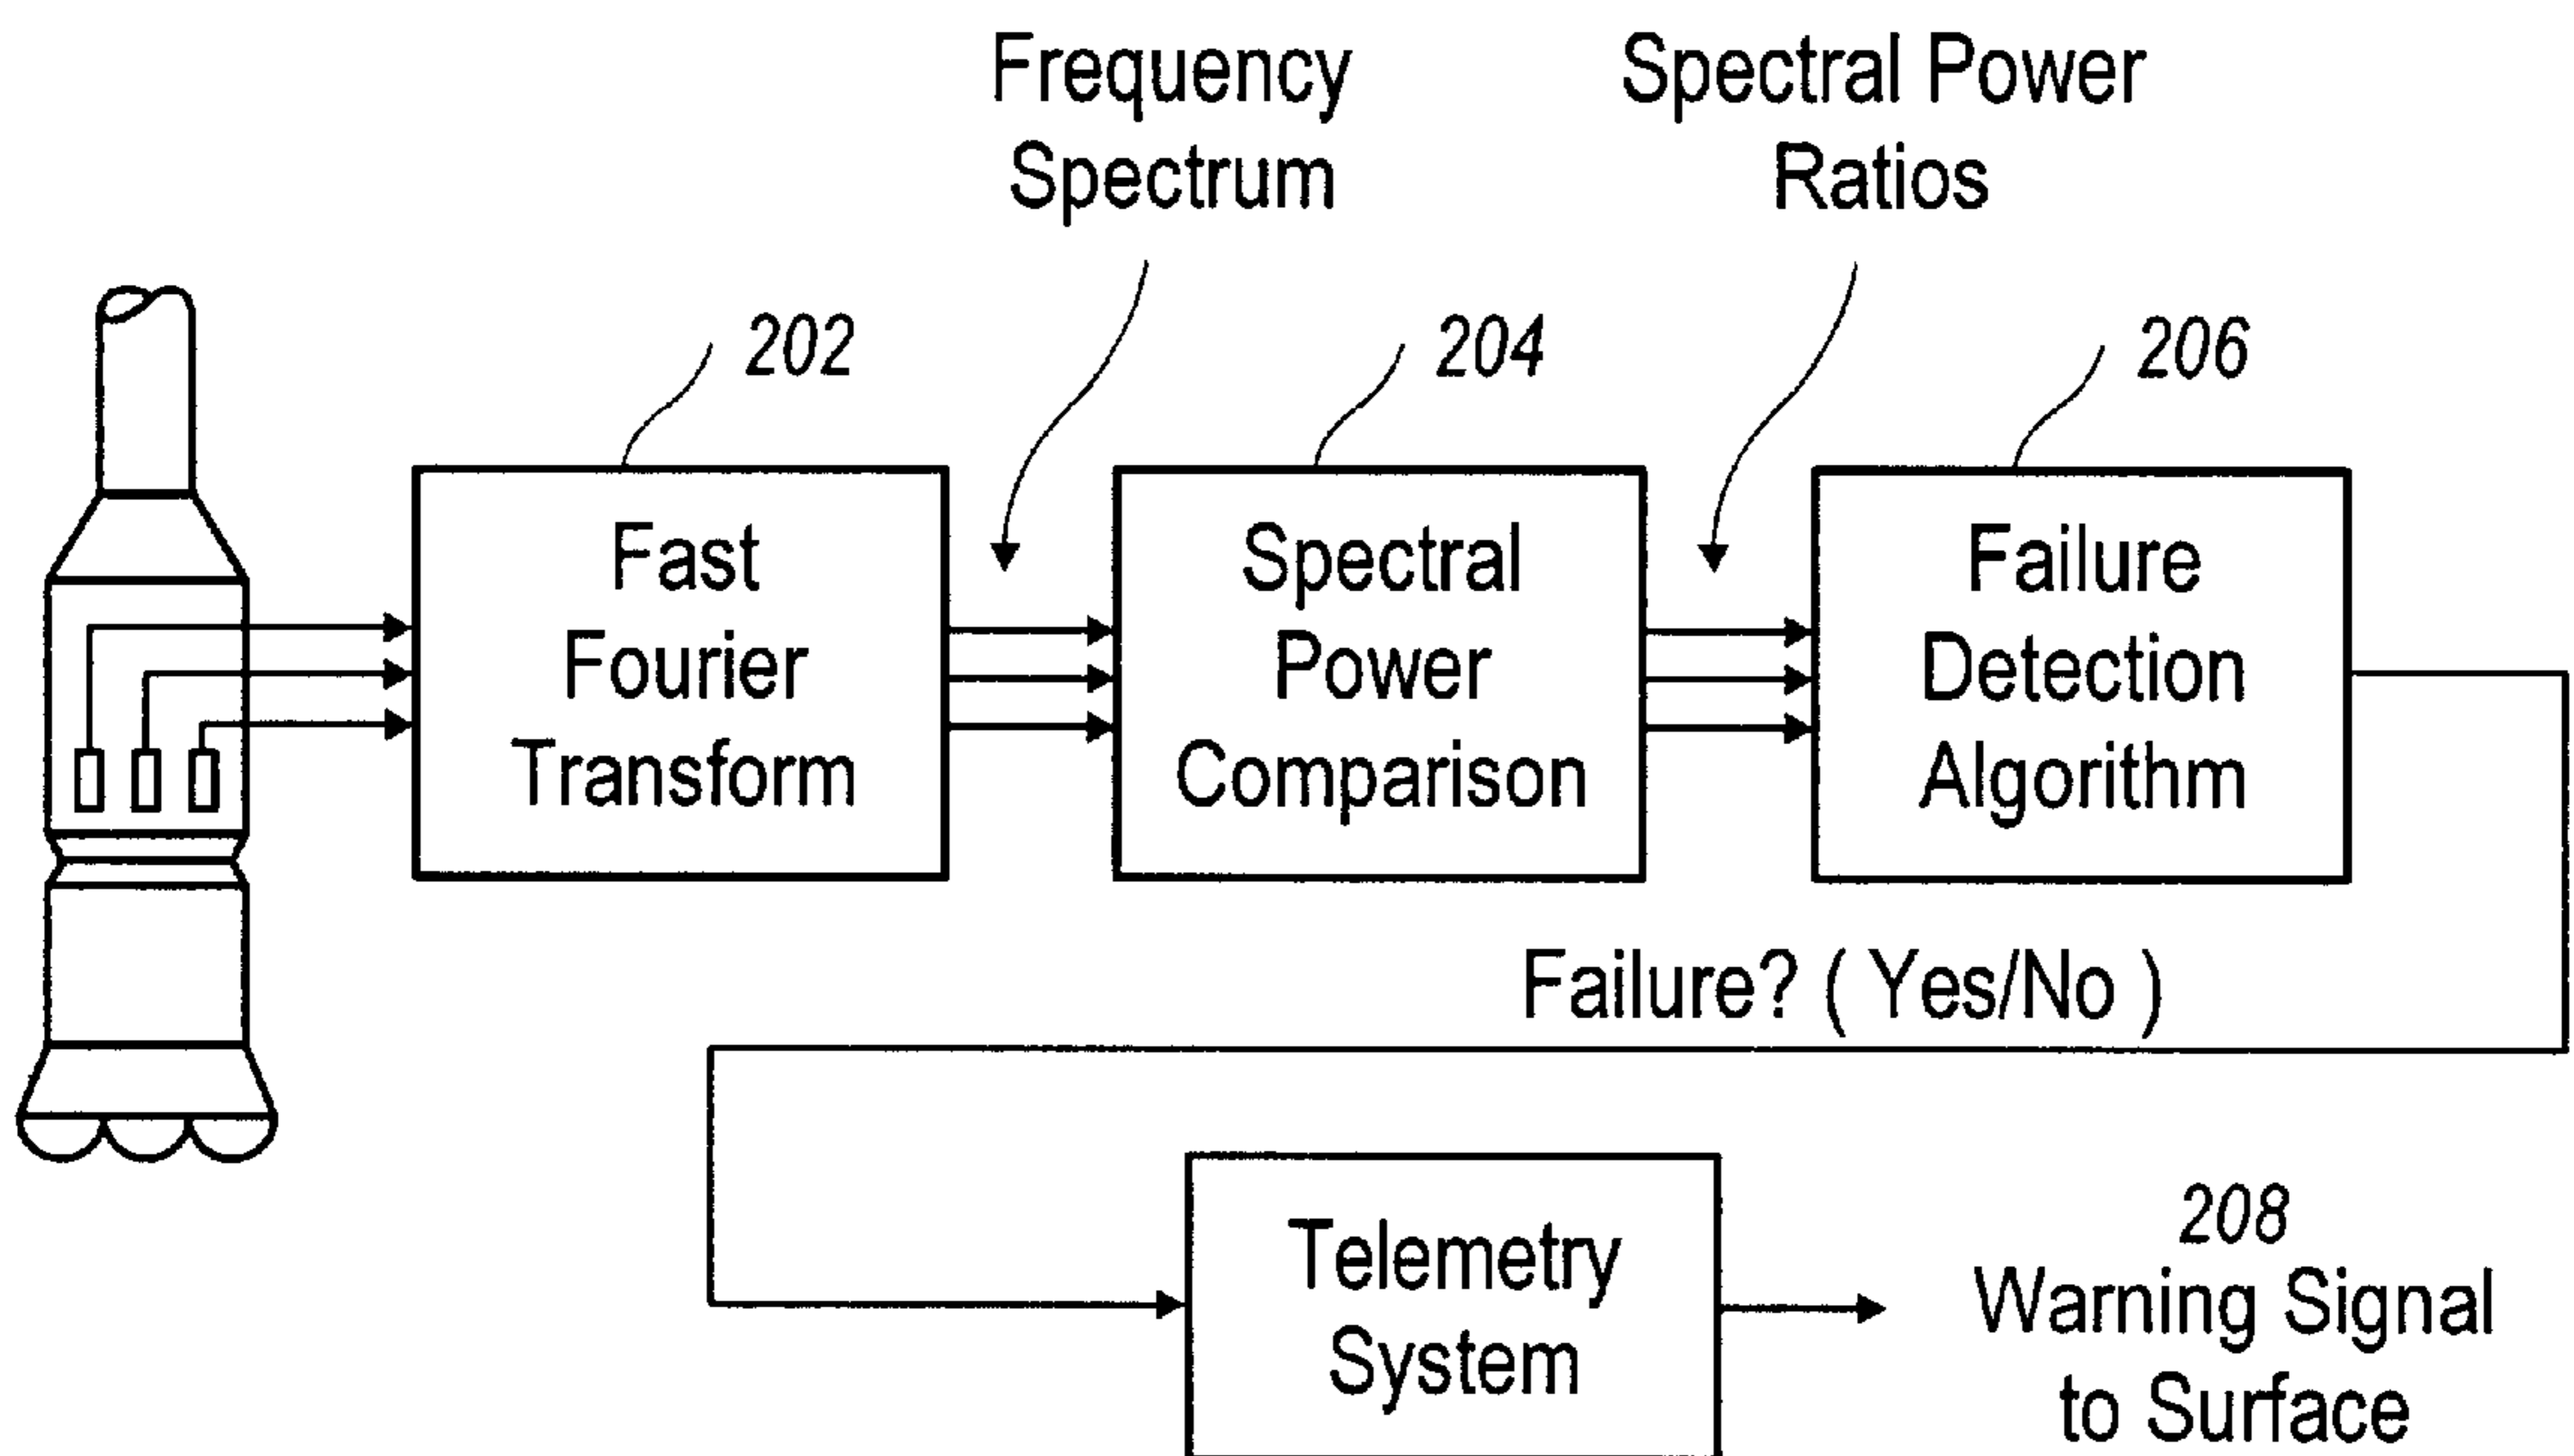 Frequency
Spectrum
Spectral Power
Ratios
202
204
206
Fast
Fourier
Transform
Spectral
Power
Comparison
Failure
Detection
Algorithm
Failure? ( Yes/No )
Telemetry
System
208
Warning Signal
to Surface